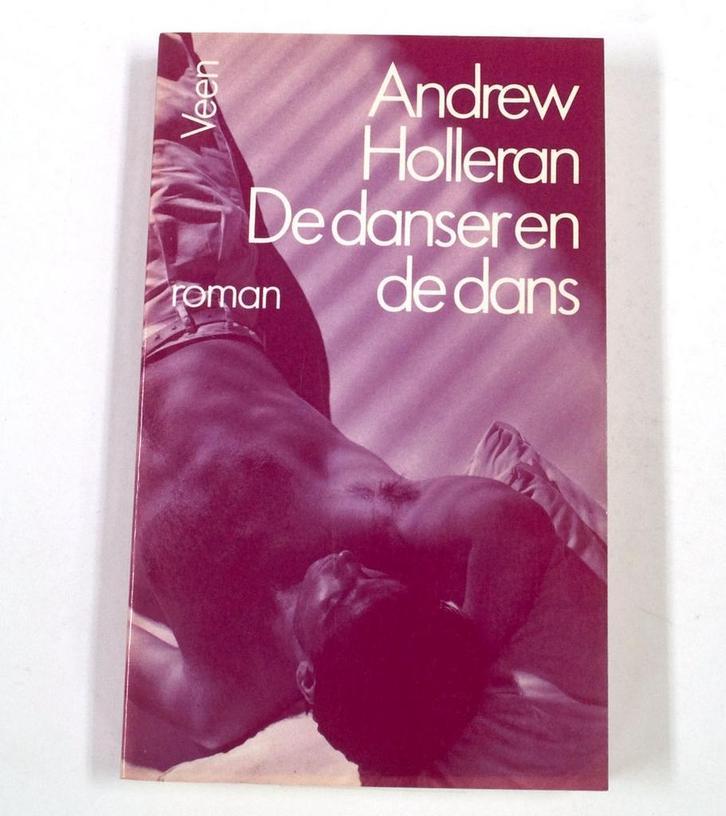 Veen
Andrew
Holleran
De danser en
de dans
roman